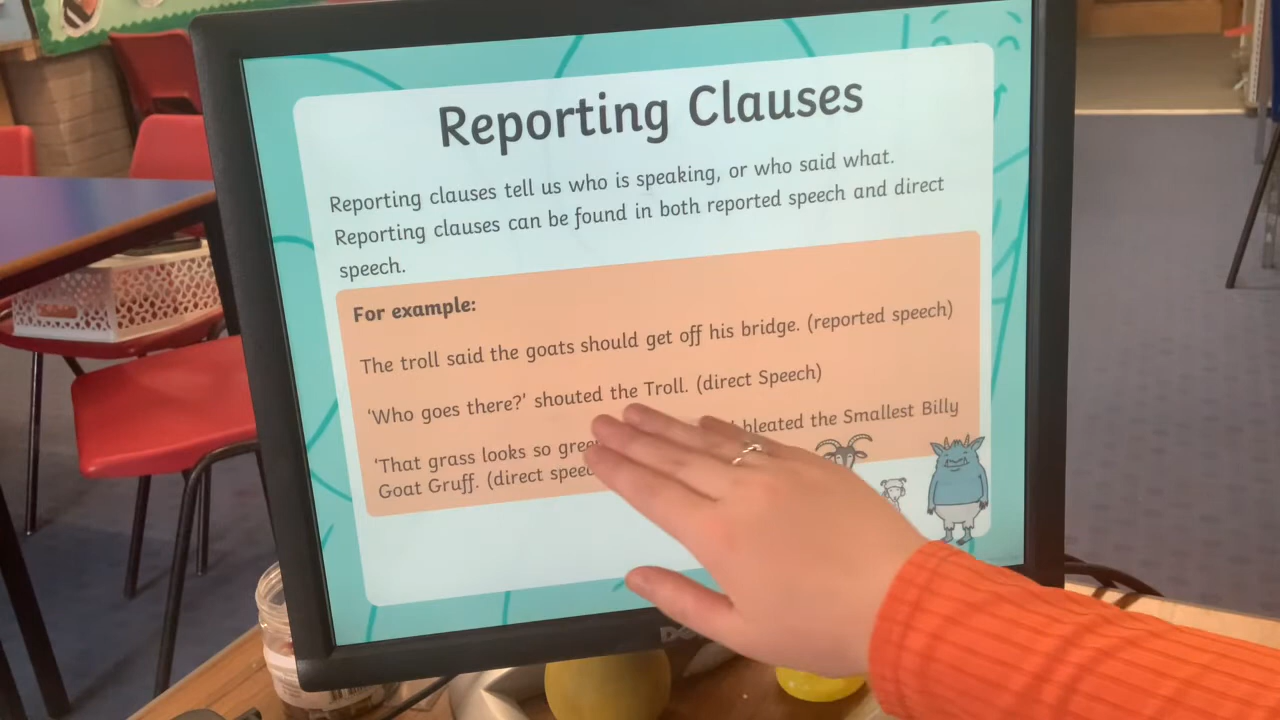 Reporting Clauses
Reporting clauses tell us who is speaking, or who said what.
Reporting clauses can be found in both reported speech and direct
speech.
For example:
The troll said the goats should get off his bridge. (reported speech)
'Who goes there?' shouted the Troll. (direct Speech)
'That grass looks so bleated the Smallest Billy
Goat Gruff. (direct